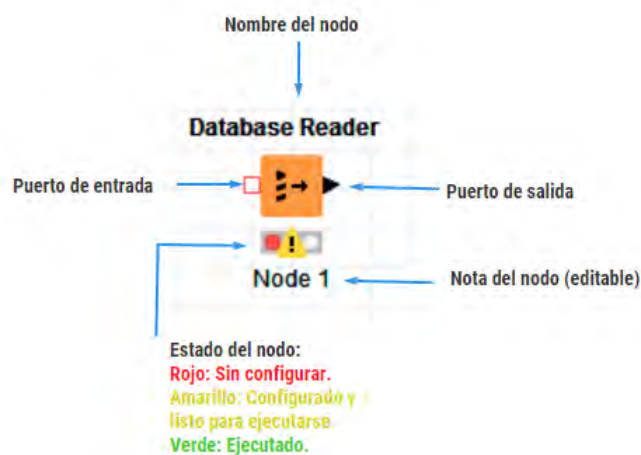 Nombre del nodo
Database Reader
Puerto de entrada
Puerto de salida
Node 1
Nota del nodo (editable)
Estado del nodo:
Rojo: Sin configurar.
Amarillo: Configurado y
listo para ejecutarse
Verde: Ejecutado.